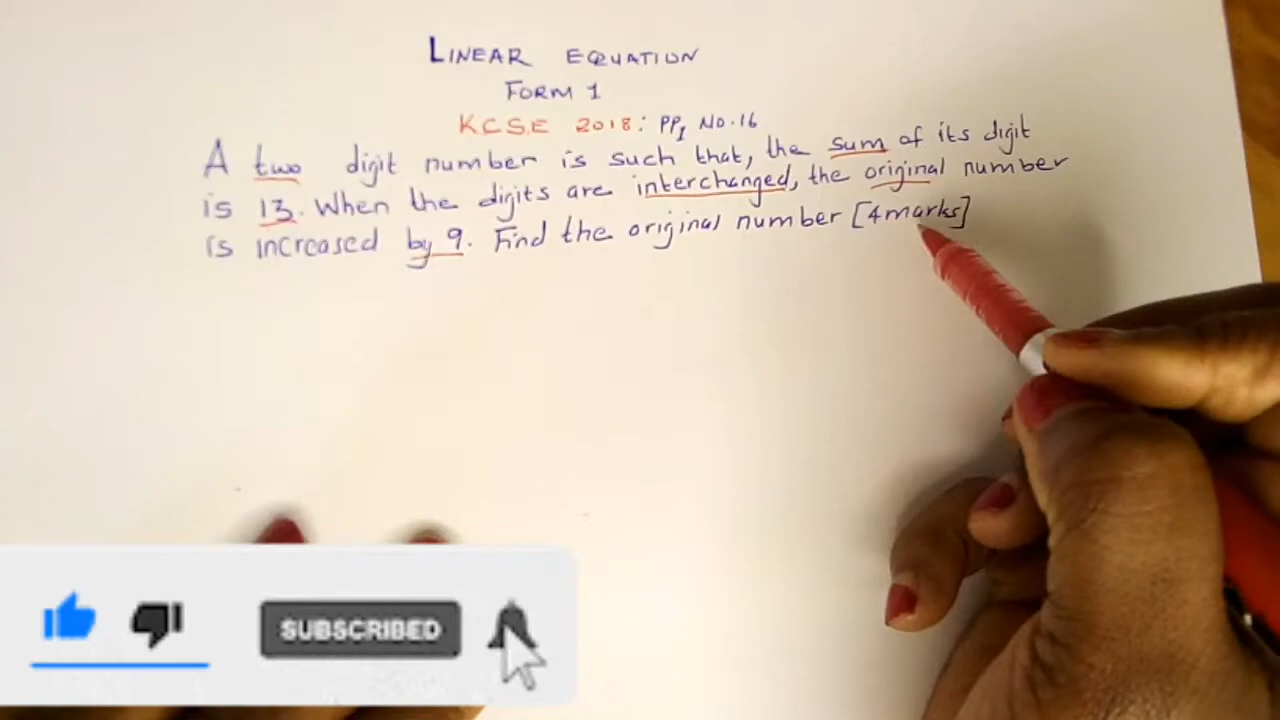 LINEAR EQUATION
FORM 1
KCSE 2018: PP1 NO.16
A two digit number is such that, the sum of its digit
is 13. When the digits are interchanged, the original number
is increased by 9. Find the original number [4marks]
SUBSCRIBED